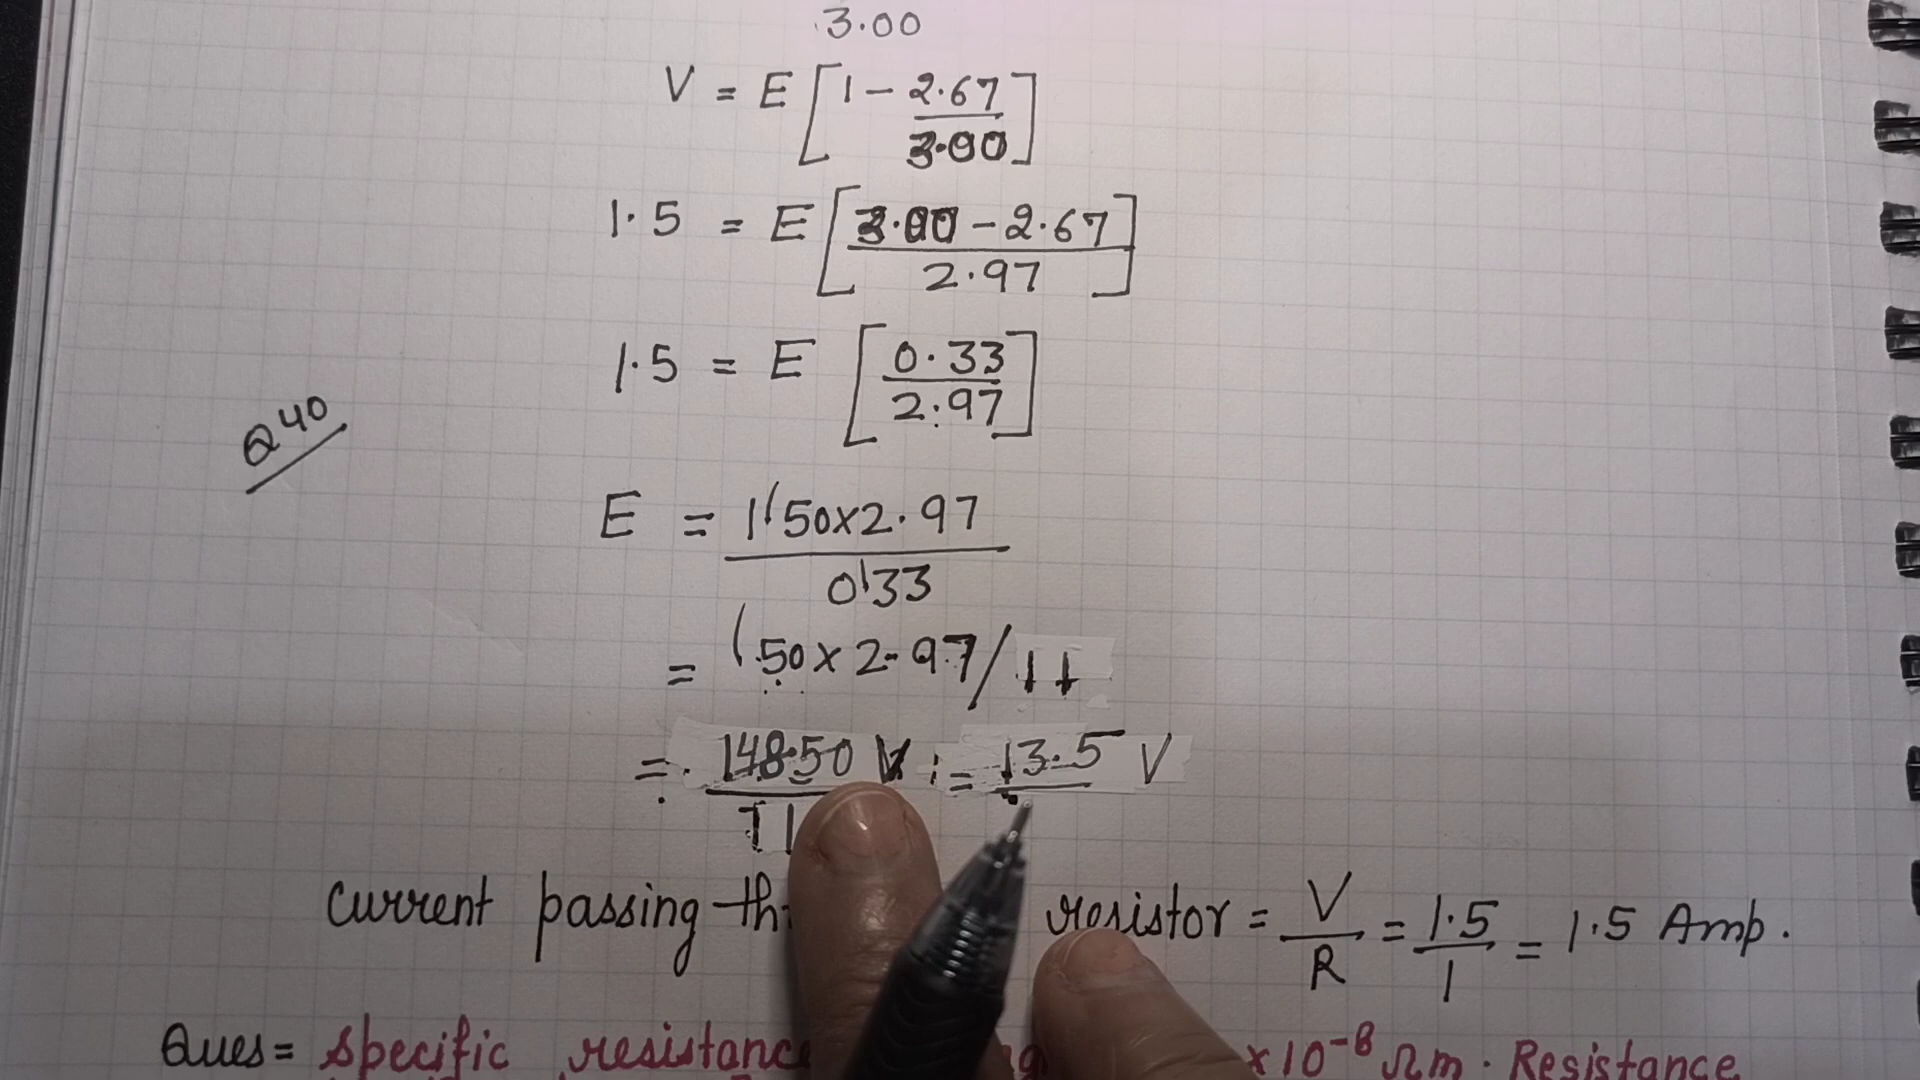 3.00
V = E [1 - 2.67 / 3.00]
1.5 = E [3.00 - 2.67 / 2.97]
1.5 = E [0.33 / 2.97]
Q40
E = 1.50 x 2.97 / 0.33
= 50 x 2.97 / 11
= 148.50 V / 11 = 13.5 V
Current passing resistor = V / R = 1.5 / 1 = 1.5 Amp.
Ques = Specific resistance x 10⁻⁸ Ωm. Resistance